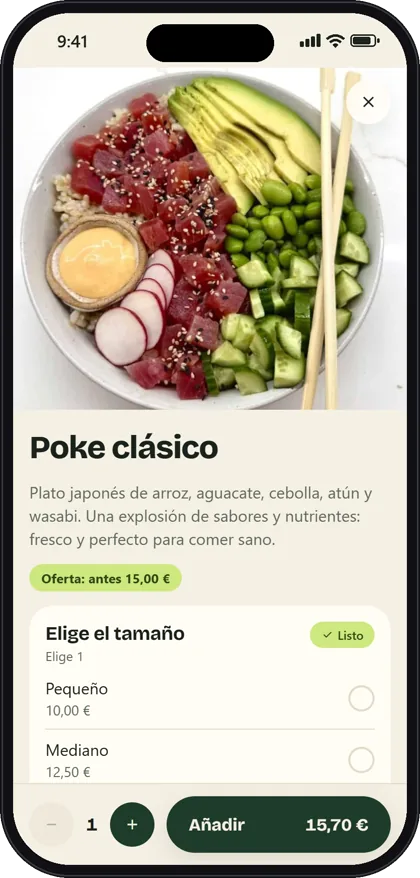 9:41
Poke clásico
Plato japonés de arroz, aguacate, cebolla, atún y
wasabi. Una explosión de sabores y nutrientes:
fresco y perfecto para comer sano.
Oferta: antes 15,00 €
Elige el tamaño
Listo
Elige 1
Pequeño
10,00 €
Mediano
12,50 €
1
Añadir 15,70 €